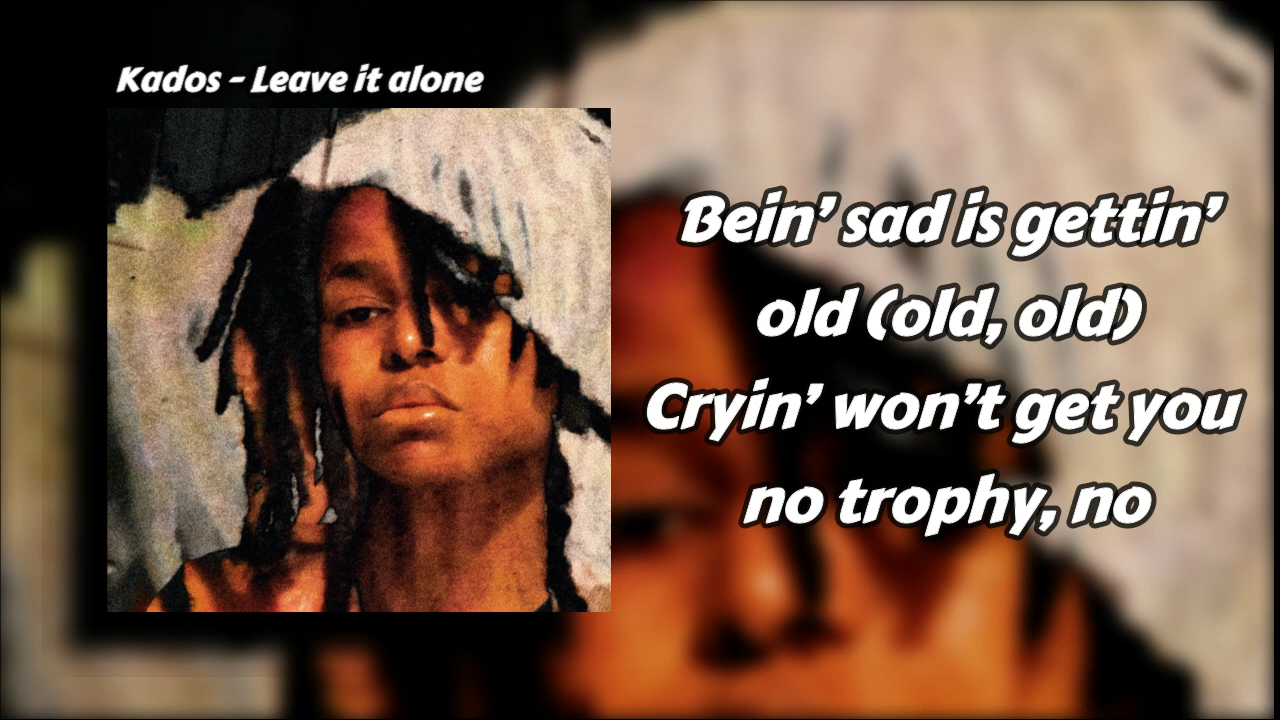 Kados - Leave it alone
Bein’ sad is gettin’
old (old, old)
Cryin’ won’t get you
no trophy, no